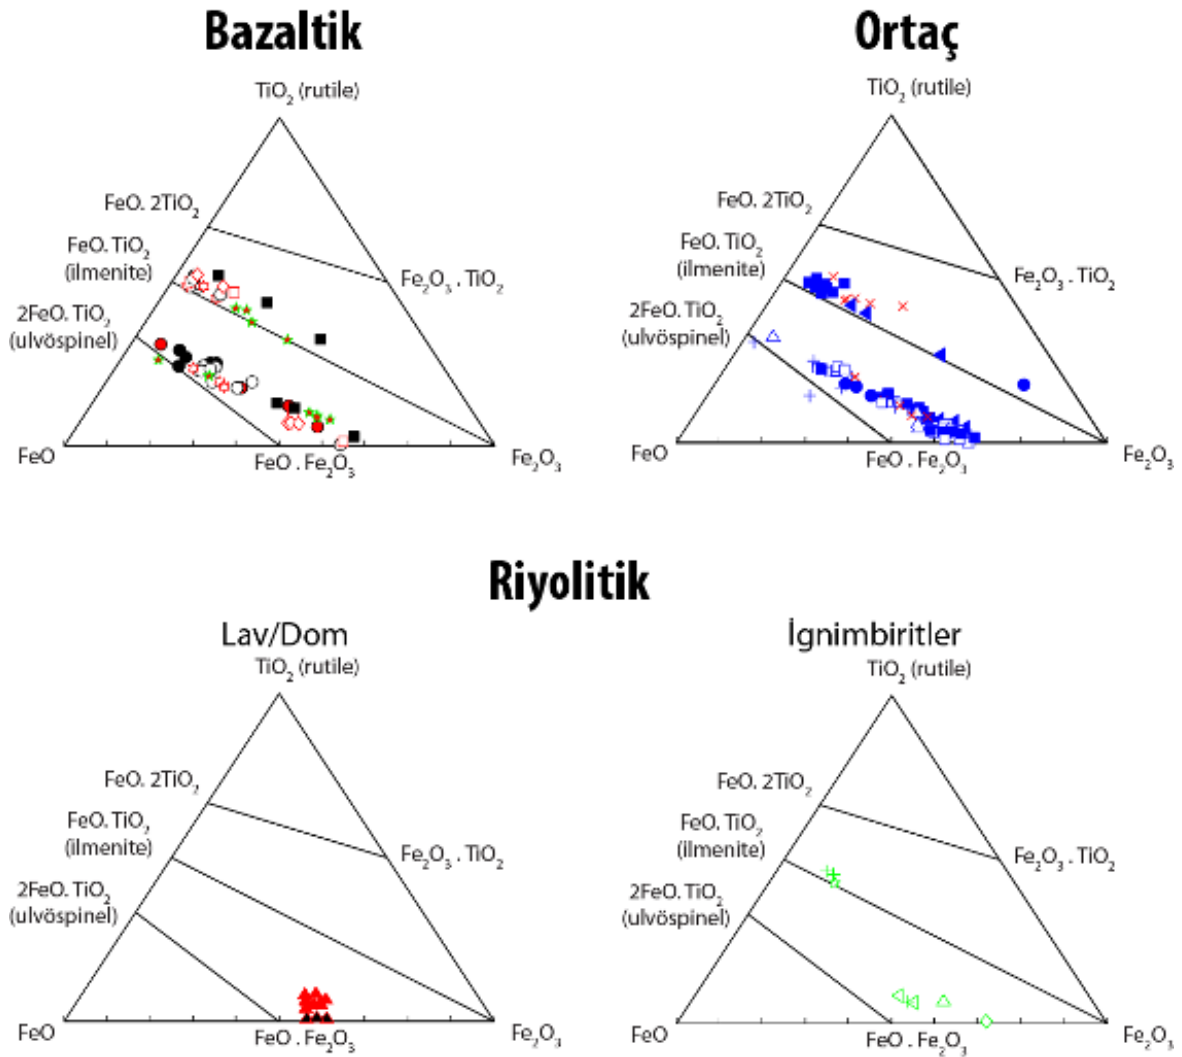 Bazaltik
Ortaç
TiO₂ (rutile)
TiO₂ (rutile)
FeO. 2TiO₂
FeO. 2TiO₂
FeO. TiO₂
(ilmenite)
FeO. TiO₂
(ilmenite)
Fe₂O₃ . TiO₂
Fe₂O₃ . TiO₂
2FeO. TiO₂
(ulvöspinel)
2FeO. TiO₂
(ulvöspinel)
FeO
FeO . Fe₂O₃
Fe₂O₃
FeO
FeO . Fe₂O₃
Fe₂O₃
Riyolitik
Lav/Dom
İgnimbiritler
TiO₂ (rutile)
TiO₂ (rutile)
FeO. 2TiO₂
FeO. 2TiO₂
FeO. TiO₂
(ilmenite)
FeO. TiO₂
(ilmenite)
Fe₂O₃ . TiO₂
Fe₂O₃ . TiO₂
2FeO. TiO₂
(ulvöspinel)
2FeO. TiO₂
(ulvöspinel)
FeO
FeO . Fe₂O₃
Fe₂O₃
FeO
FeO . Fe₂O₃
Fe₂O₃